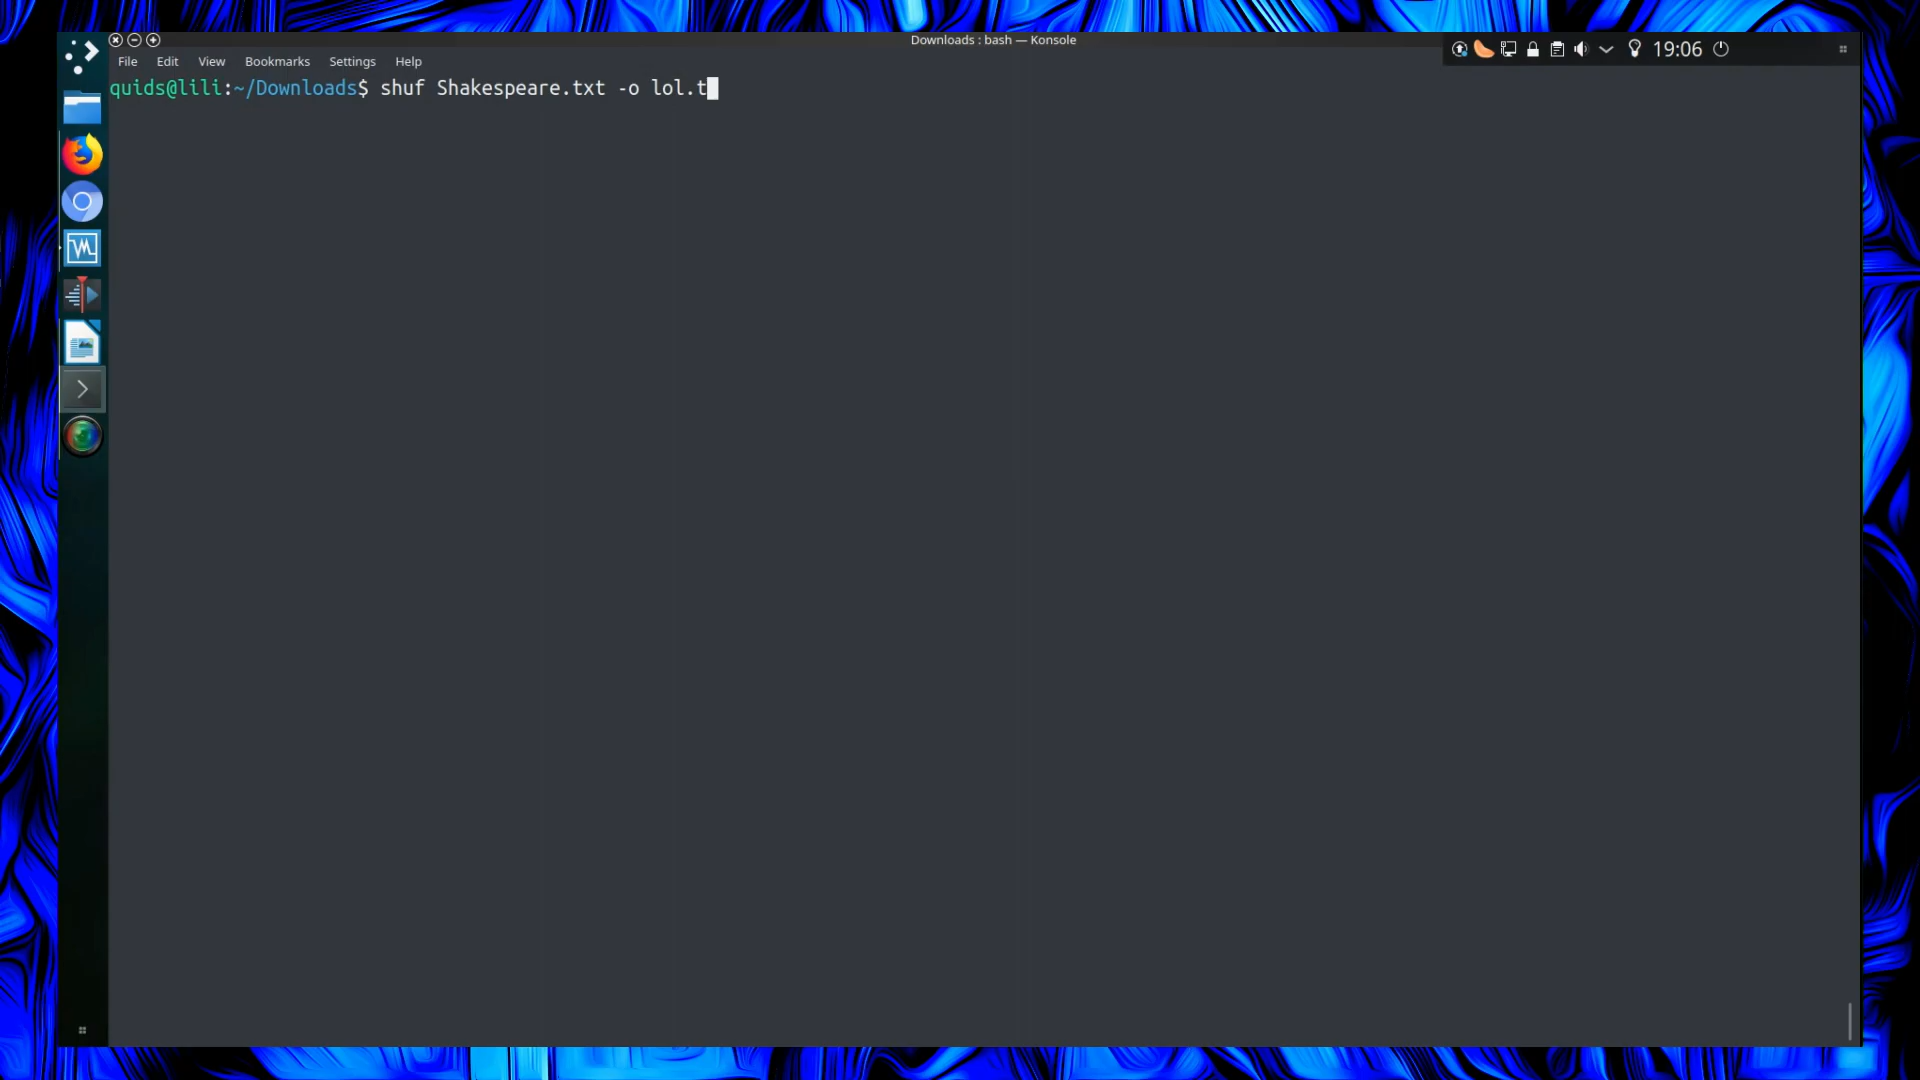 Downloads : bash — Konsole
File Edit View Bookmarks Settings Help
19:06
quids@lili:~/Downloads$ shuf Shakespeare.txt -o lol.t